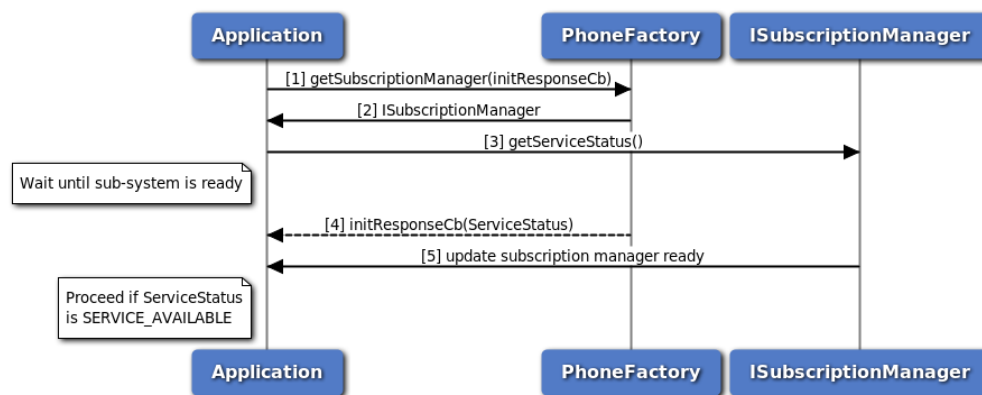 Application PhoneFactory ISubscriptionManager
[1] getSubscriptionManager(initResponseCb)
[2] ISubscriptionManager
[3] getServiceStatus()
Wait until sub-system is ready
[4] initResponseCb(ServiceStatus)
[5] update subscription manager ready
Proceed if ServiceStatus
is SERVICE_AVAILABLE
Application PhoneFactory ISubscriptionManager